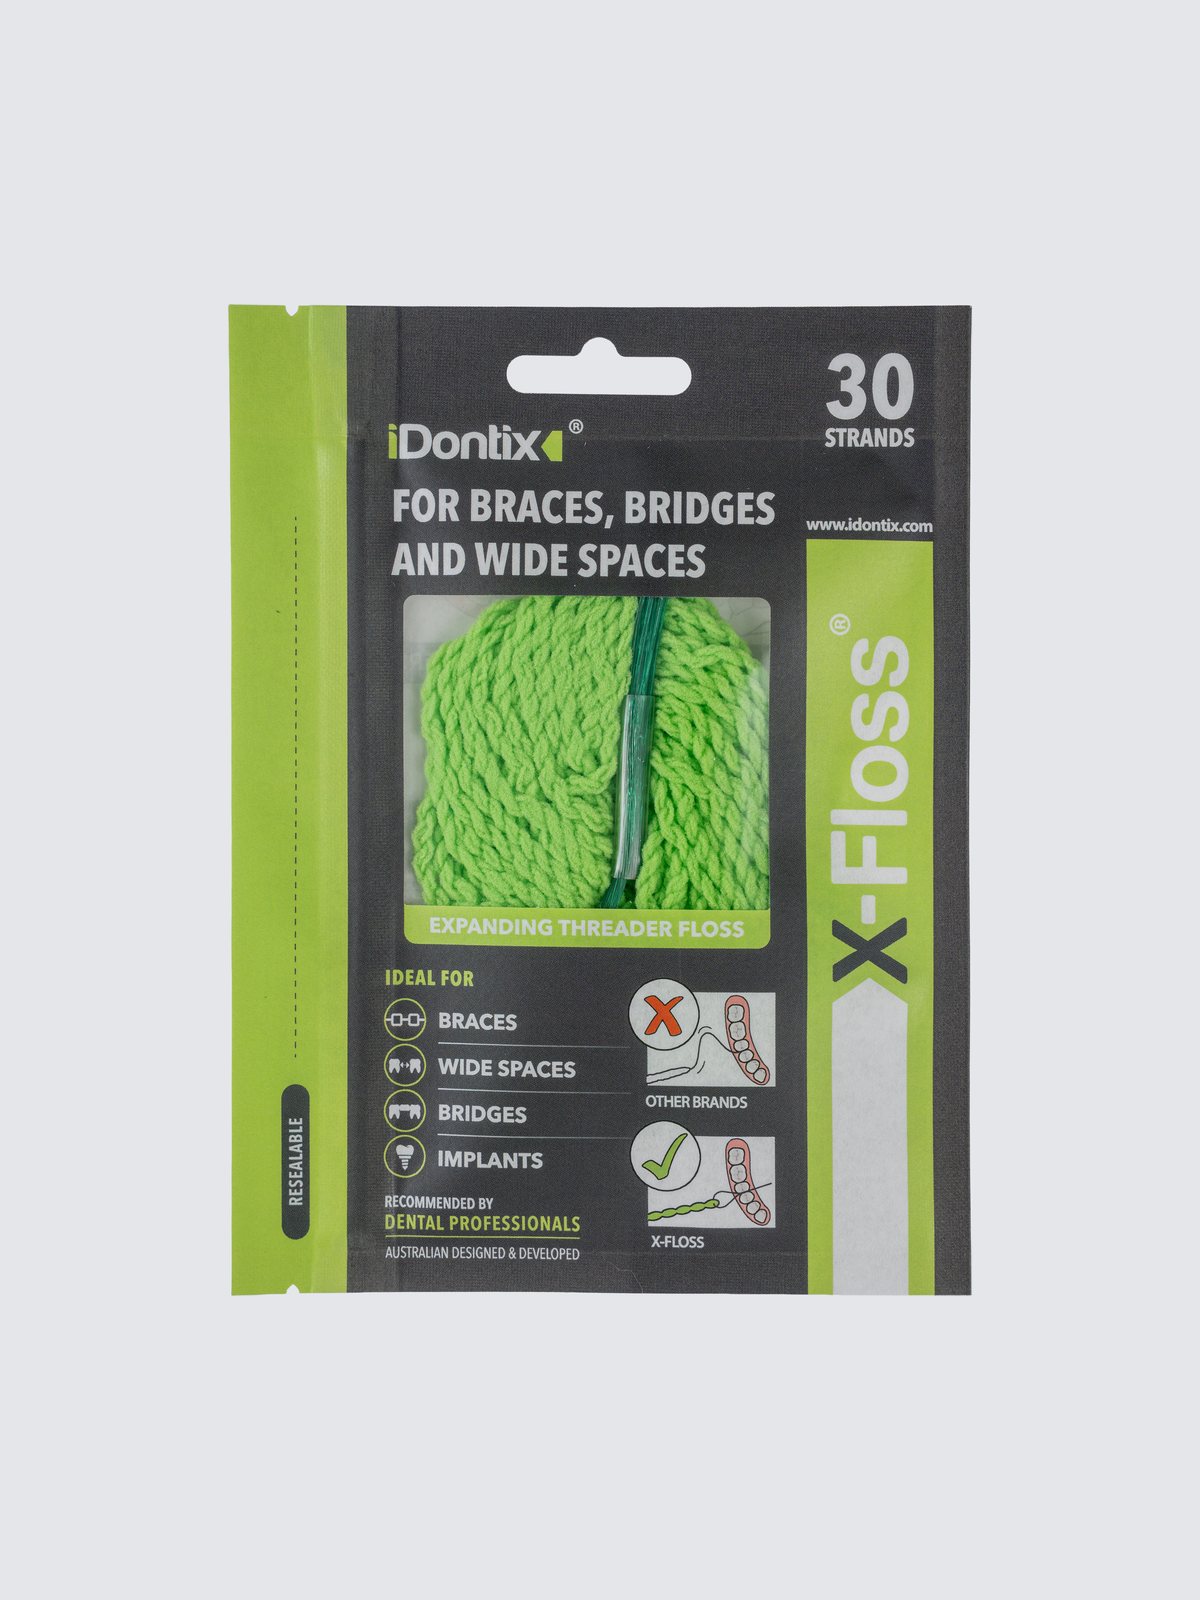 30
STRANDS
iDontix®
FOR BRACES, BRIDGES
AND WIDE SPACES
www.idontix.com
X-Floss®
EXPANDING THREADER FLOSS
IDEAL FOR
BRACES
WIDE SPACES
BRIDGES
IMPLANTS
OTHER BRANDS
X-FLOSS
RECOMMENDED BY
DENTAL PROFESSIONALS
AUSTRALIAN DESIGNED & DEVELOPED
RESEALABLE